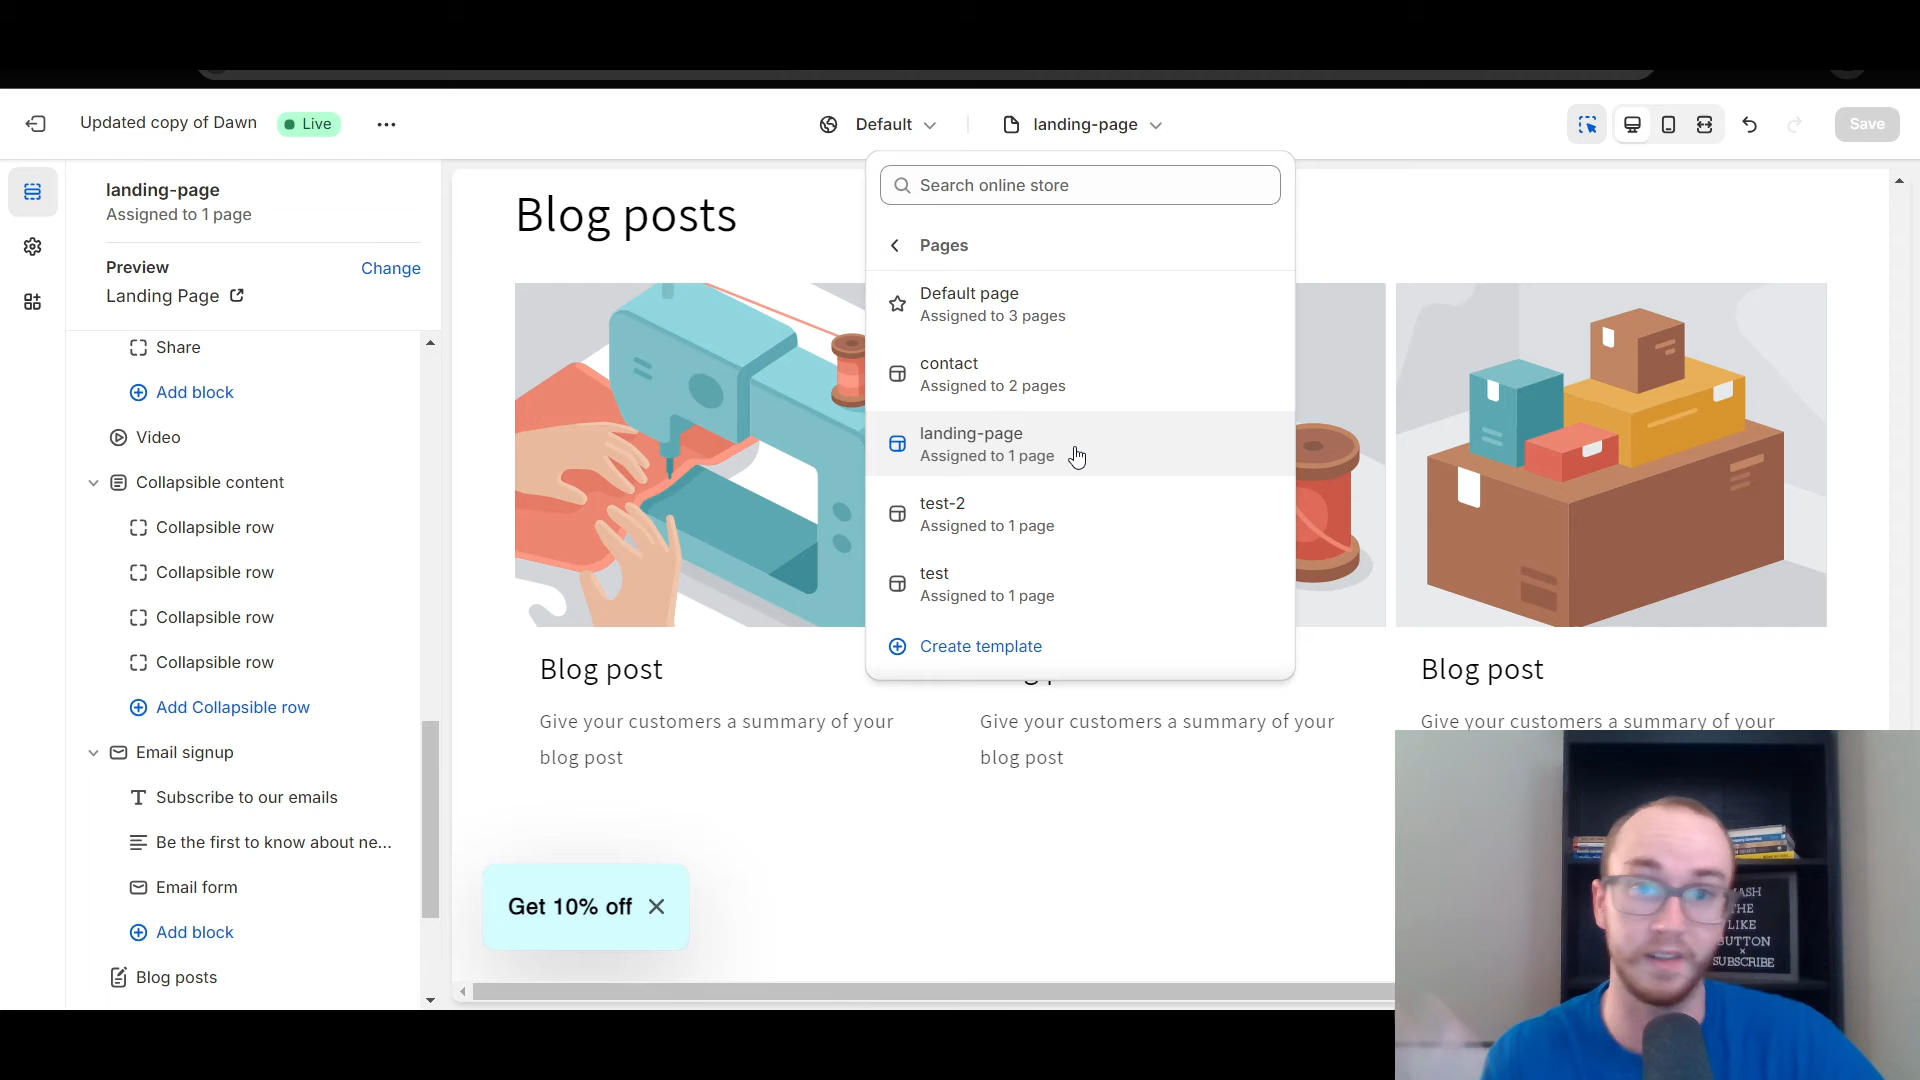 Updated copy of Dawn
Live
Default
landing-page
Save
landing-page
Assigned to 1 page
Preview
Change
Landing Page
Share
Add block
Video
Collapsible content
Collapsible row
Collapsible row
Collapsible row
Collapsible row
Add Collapsible row
Email signup
Subscribe to our emails
Be the first to know about ne...
Email form
Add block
Blog posts
Search online store
Pages
Default page
Assigned to 3 pages
contact
Assigned to 2 pages
landing-page
Assigned to 1 page
test-2
Assigned to 1 page
test
Assigned to 1 page
Create template
Blog posts
Blog post
Give your customers a summary of your
blog post
Give your customers a summary of your
blog post
Blog post
Give your customers a summary of your
Get 10% off
THE
LIKE
BUTTON
×
SUBSCRIBE